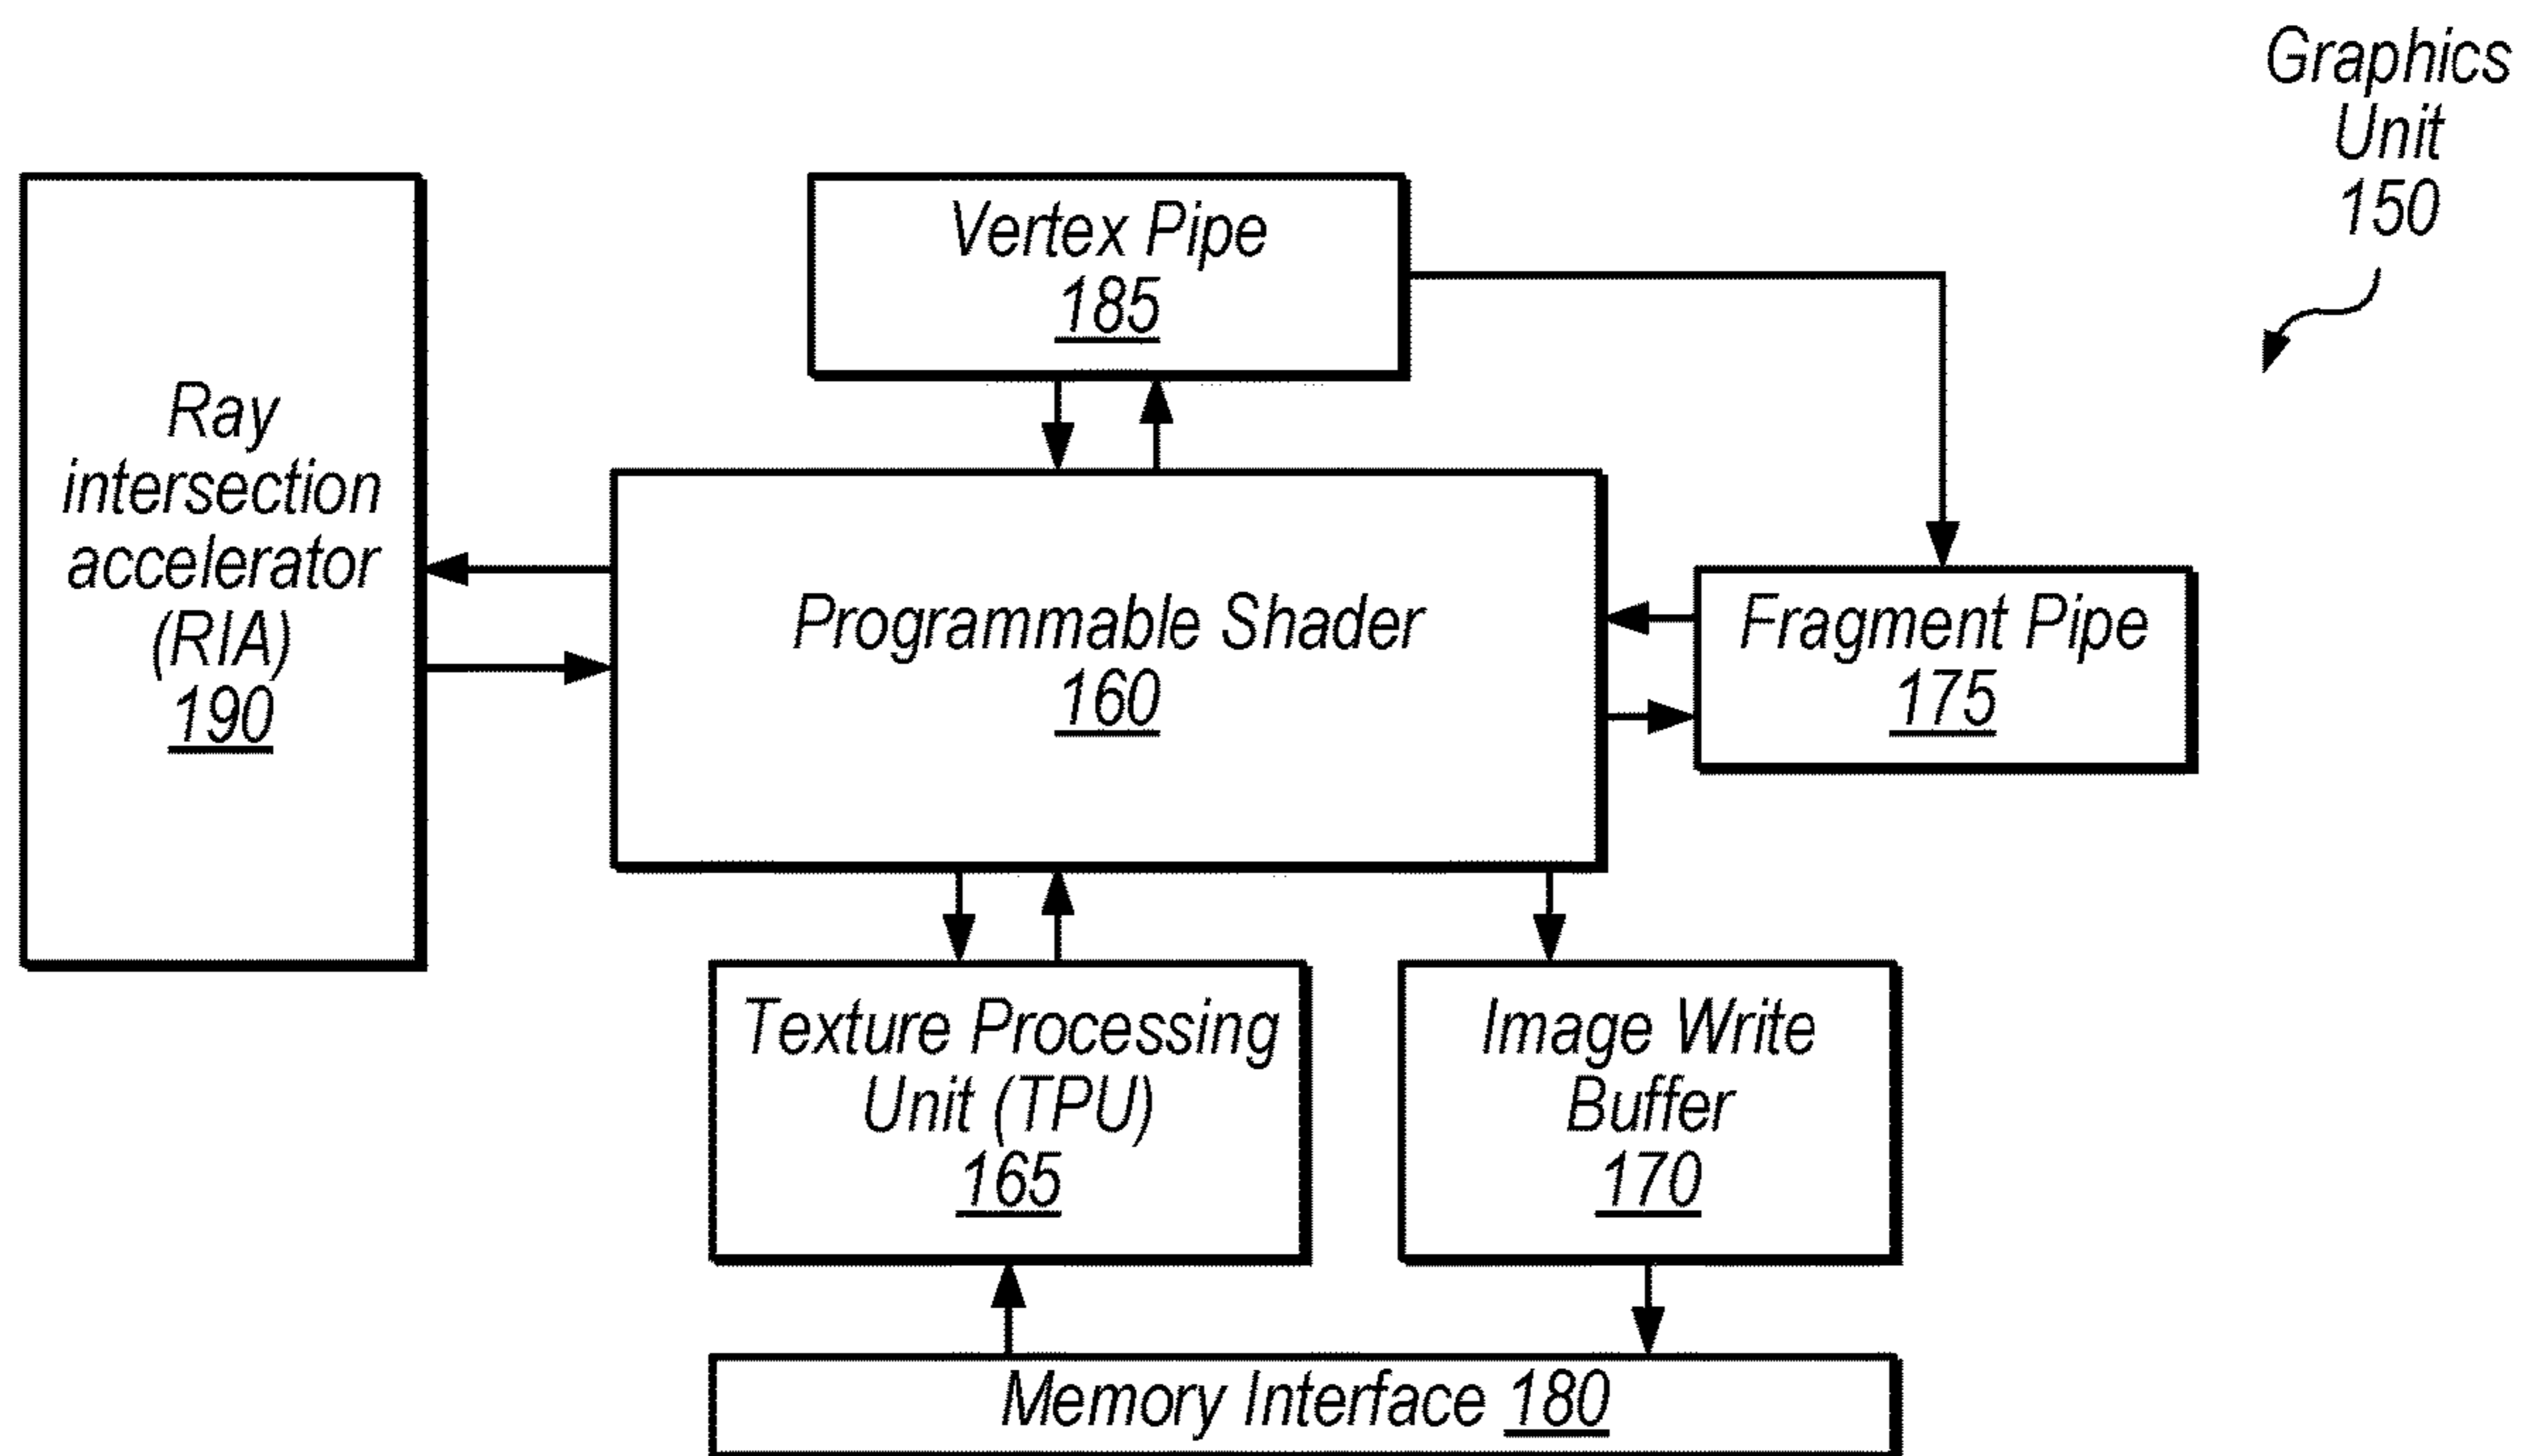 Graphics
Unit
150
Vertex Pipe
185
Ray
intersection
accelerator
(RIA)
190
Programmable Shader
160
Fragment Pipe
175
Texture Processing
Unit (TPU)
165
Image Write
Buffer
170
Memory Interface 180